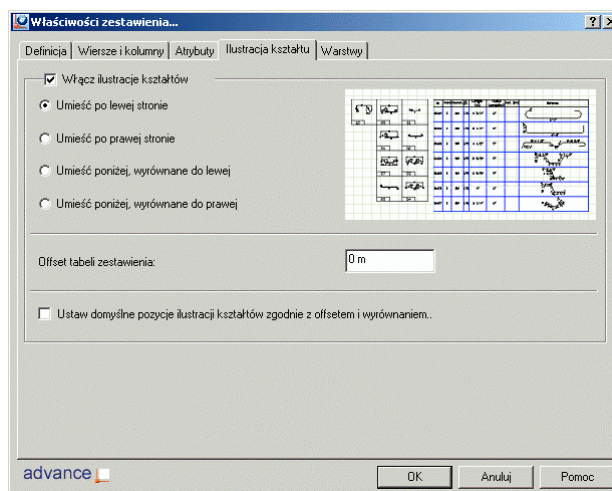 Właściwości zestawienia...
Definicja Wiersze i kolumny Atrybuty Ilustracja kształtu Warstwy
Włącz ilustracje kształtów
Umieść po lewej stronie
Umieść po prawej stronie
Umieść poniżej, wyrównane do lewej
Umieść poniżej, wyrównane do prawej
Offset tabeli zestawienia: 0 m
Ustaw domyślne pozycje ilustracji kształtów zgodnie z offsetem i wyrównaniem..
advance
OK Anuluj Pomoc